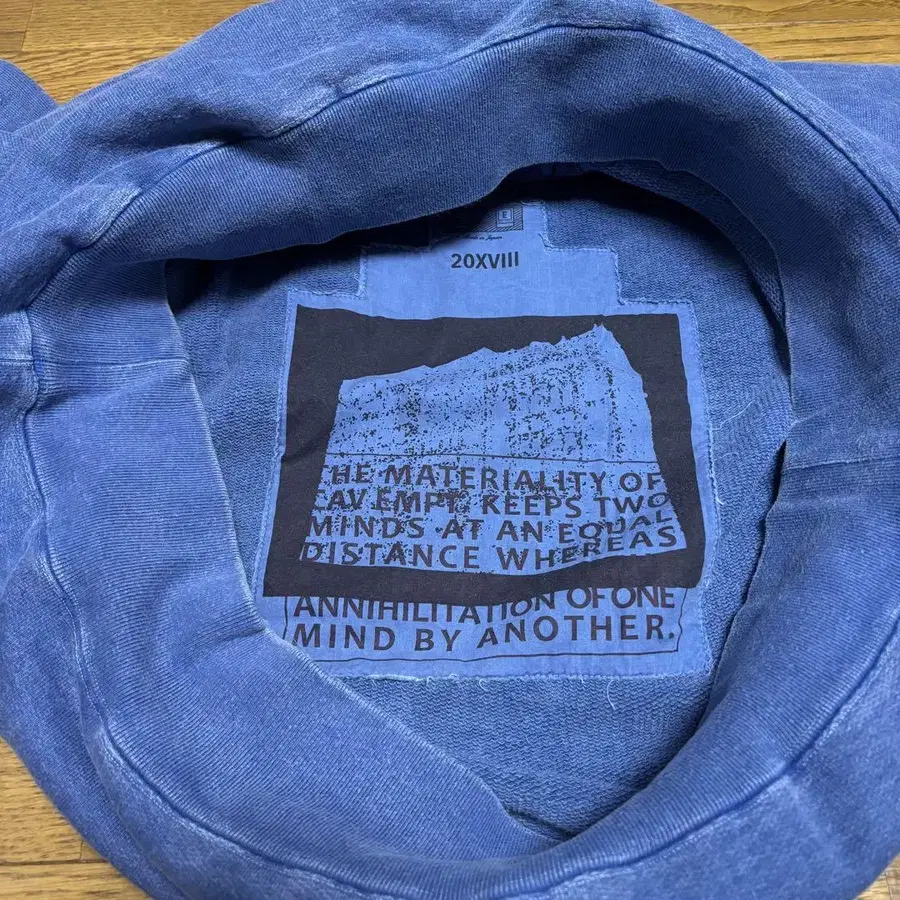 E
20XVIII
THE MATERIALITY OF
CAV EMPT KEEPS TWO
MINDS AT AN EQUAL
DISTANCE WHEREAS
ANNIHILITATION OF ONE
MIND BY ANOTHER.